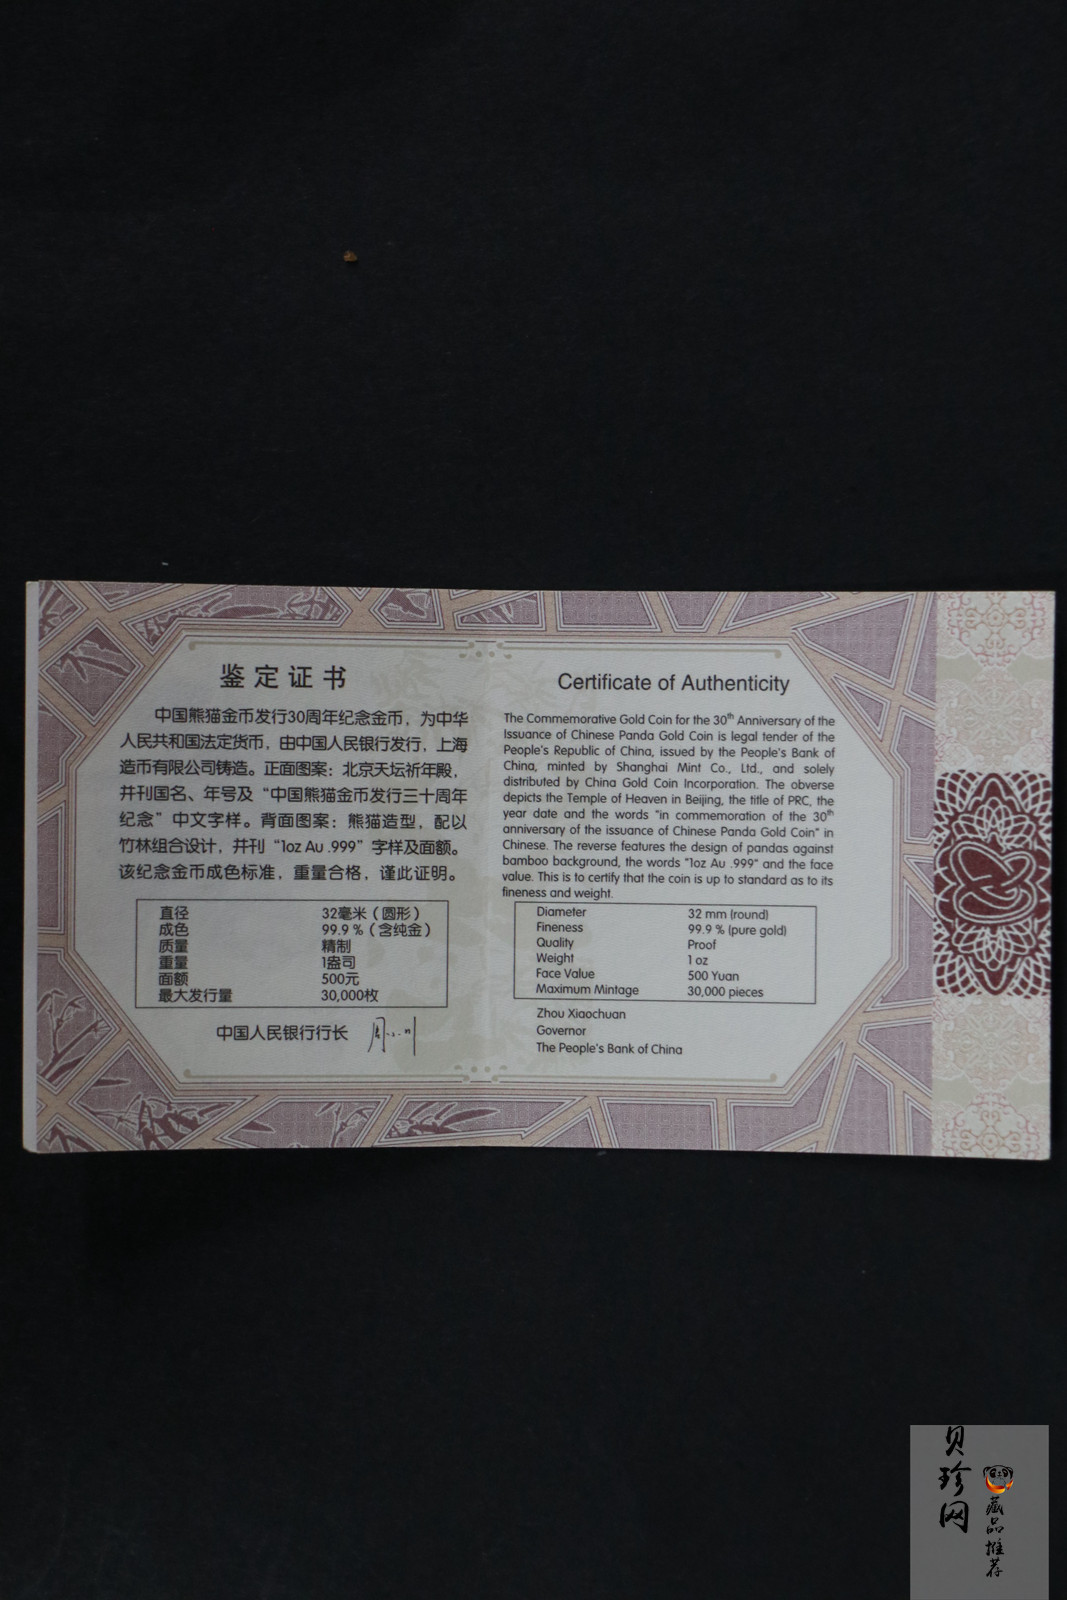 鉴定证书
中国熊猫金币发行30周年纪念金币，为中华
人民共和国法定货币，由中国人民银行发行，上海
造币有限公司铸造。正面图案：北京天坛祈年殿，
并刊国名、年号及“中国熊猫金币发行三十周年
纪念”中文字样。背面图案：熊猫造型，配以
竹林组合设计，并刊“1oz Au .999”字样及面额。
该纪念金币成色标准，重量合格，谨此证明。
直径 32毫米（圆形）
成色 99.9 %（含纯金）
质量 精制
重量 1盎司
面额 500元
最大发行量 30,000枚
中国人民银行行长
Certificate of Authenticity
The Commemorative Gold Coin for the 30th Anniversary of the
Issuance of Chinese Panda Gold Coin is legal tender of the
People's Republic of China, issued by the People's Bank of
China, minted by Shanghai Mint Co., Ltd., and solely
distributed by China Gold Coin Incorporation. The obverse
depicts the Temple of Heaven in Beijing, the title of PRC, the
year date and the words "in commemoration of the 30th
anniversary of the issuance of Chinese Panda Gold Coin" in
Chinese. The reverse features the design of pandas against
bamboo background, the words "1oz Au .999" and the face
value. This is to certify that the coin is up to standard as to its
fineness and weight.
Diameter 32 mm (round)
Fineness 99.9 % (pure gold)
Quality Proof
Weight 1 oz
Face Value 500 Yuan
Maximum Mintage 30,000 pieces
Zhou Xiaochuan
Governor
The People's Bank of China
贝珍网
藏品推荐